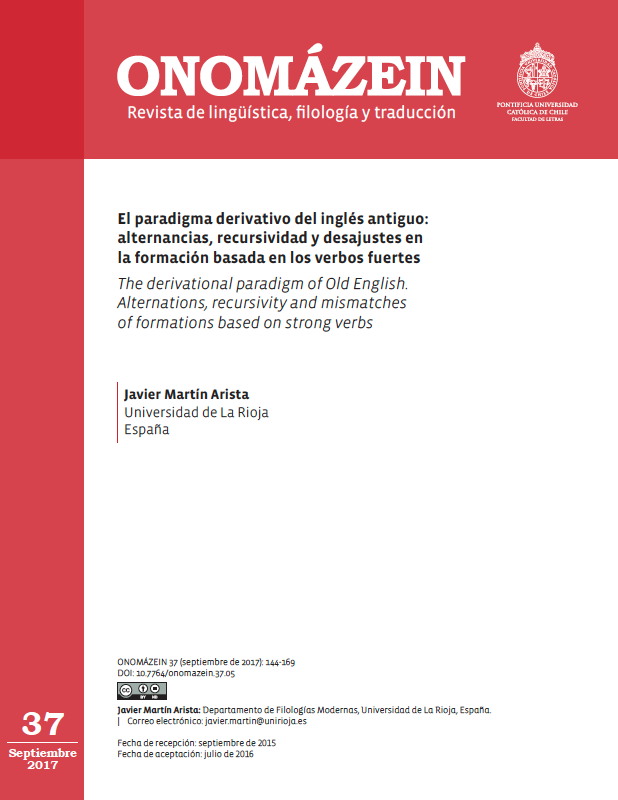 ONOMÁZEIN
Revista de lingüística, filología y traducción
PONTIFICIA UNIVERSIDAD
CATÓLICA DE CHILE
FACULTAD DE LETRAS
El paradigma derivativo del inglés antiguo:
alternancias, recursividad y desajustes en
la formación basada en los verbos fuertes
The derivational paradigm of Old English.
Alternations, recursivity and mismatches
of formations based on strong verbs
Javier Martín Arista
Universidad de La Rioja
España
ONOMÁZEIN 37 (septiembre de 2017): 144-169
DOI: 10.7764/onomazein.37.05
cc BY ND
Javier Martín Arista: Departamento de Filologías Modernas, Universidad de La Rioja, España.
| Correo electrónico: javier.martin@unirioja.es
Fecha de recepción: septiembre de 2015
Fecha de aceptación: julio de 2016
37
Septiembre
2017